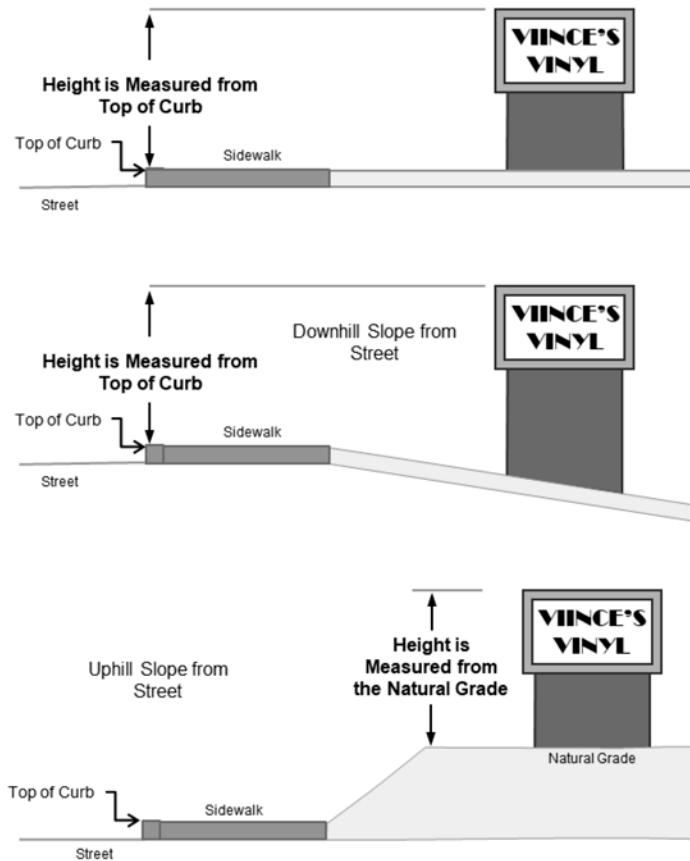 VIINCE'S
VINYL
Height is Measured from
Top of Curb
Top of Curb
Sidewalk
Street
VIINCE'S
VINYL
Downhill Slope from
Street
Height is Measured from
Top of Curb
Top of Curb
Sidewalk
Street
VIINCE'S
VINYL
Height is
Measured from
the Natural Grade
Uphill Slope from
Street
Natural Grade
Top of Curb
Sidewalk
Street